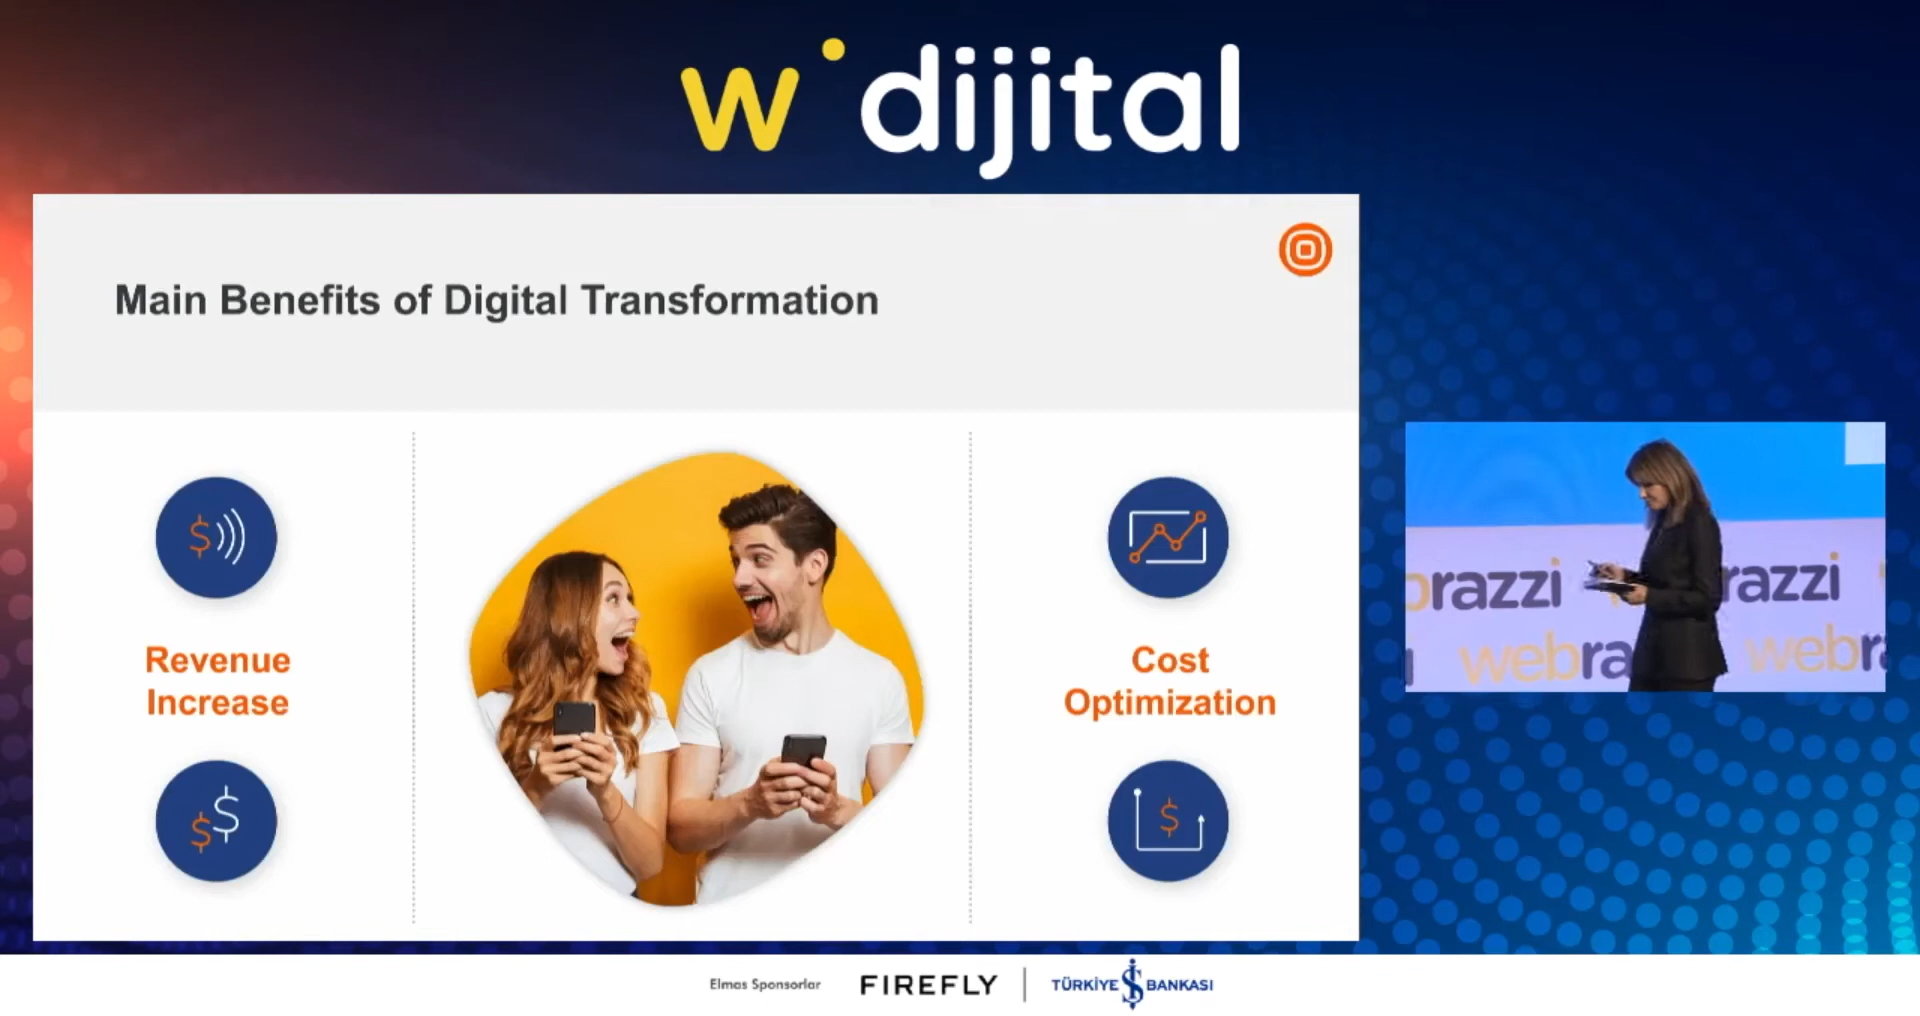 w dijital
Main Benefits of Digital Transformation
Revenue
Increase
Cost
Optimization
brazzi
razzi
webra
webr
Elmas Sponsorlar
FIREFLY
TÜRKİYE İŞ BANKASI